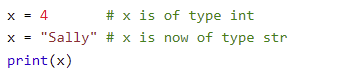 x = 4       # x is of type int
x = "Sally" # x is now of type str
print(x)